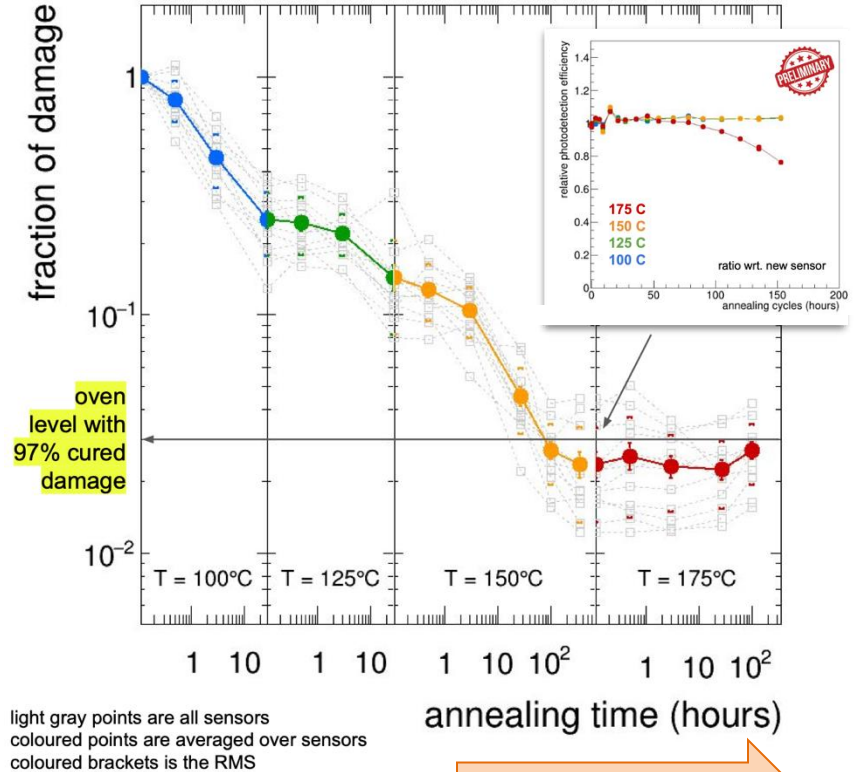 fraction of damage
1
10⁻¹
10⁻²
oven
level with
97% cured
damage
T = 100°C
T = 125°C
T = 150°C
T = 175°C
1 10
1 10
1 10 10²
1 10 10²
annealing time (hours)
relative photodetection efficiency
1.4
1.2
1
0.8
0.6
0.4
0.2
0
PRELIMINARY
175 C
150 C
125 C
100 C
ratio wrt. new sensor
0 50 100 150 200
annealing cycles (hours)
light gray points are all sensors
coloured points are averaged over sensors
coloured brackets is the RMS